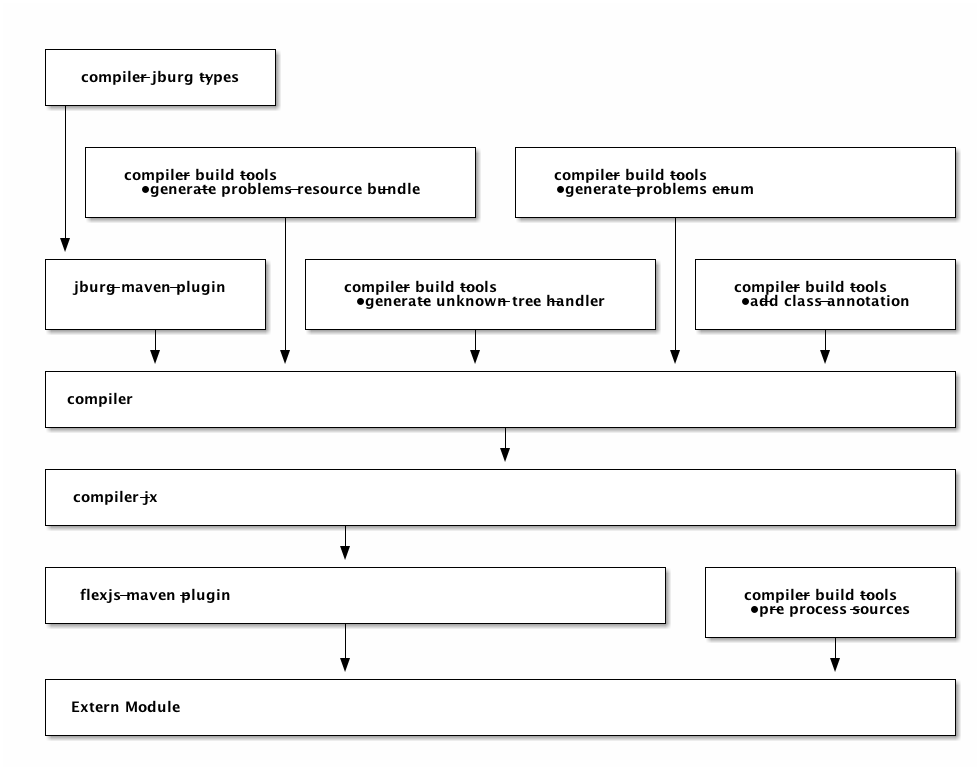 compiler-jburg-types
compiler-build-tools
•generate-problems-resource-bundle
compiler-build-tools
•generate-problems-enum
jburg-maven-plugin
compiler-build-tools
•generate-unknown-tree-handler
compiler-build-tools
•add-class-annotation
compiler
compiler-jx
flexjs-maven-plugin
compiler-build-tools
•pre-process-sources
Extern Module